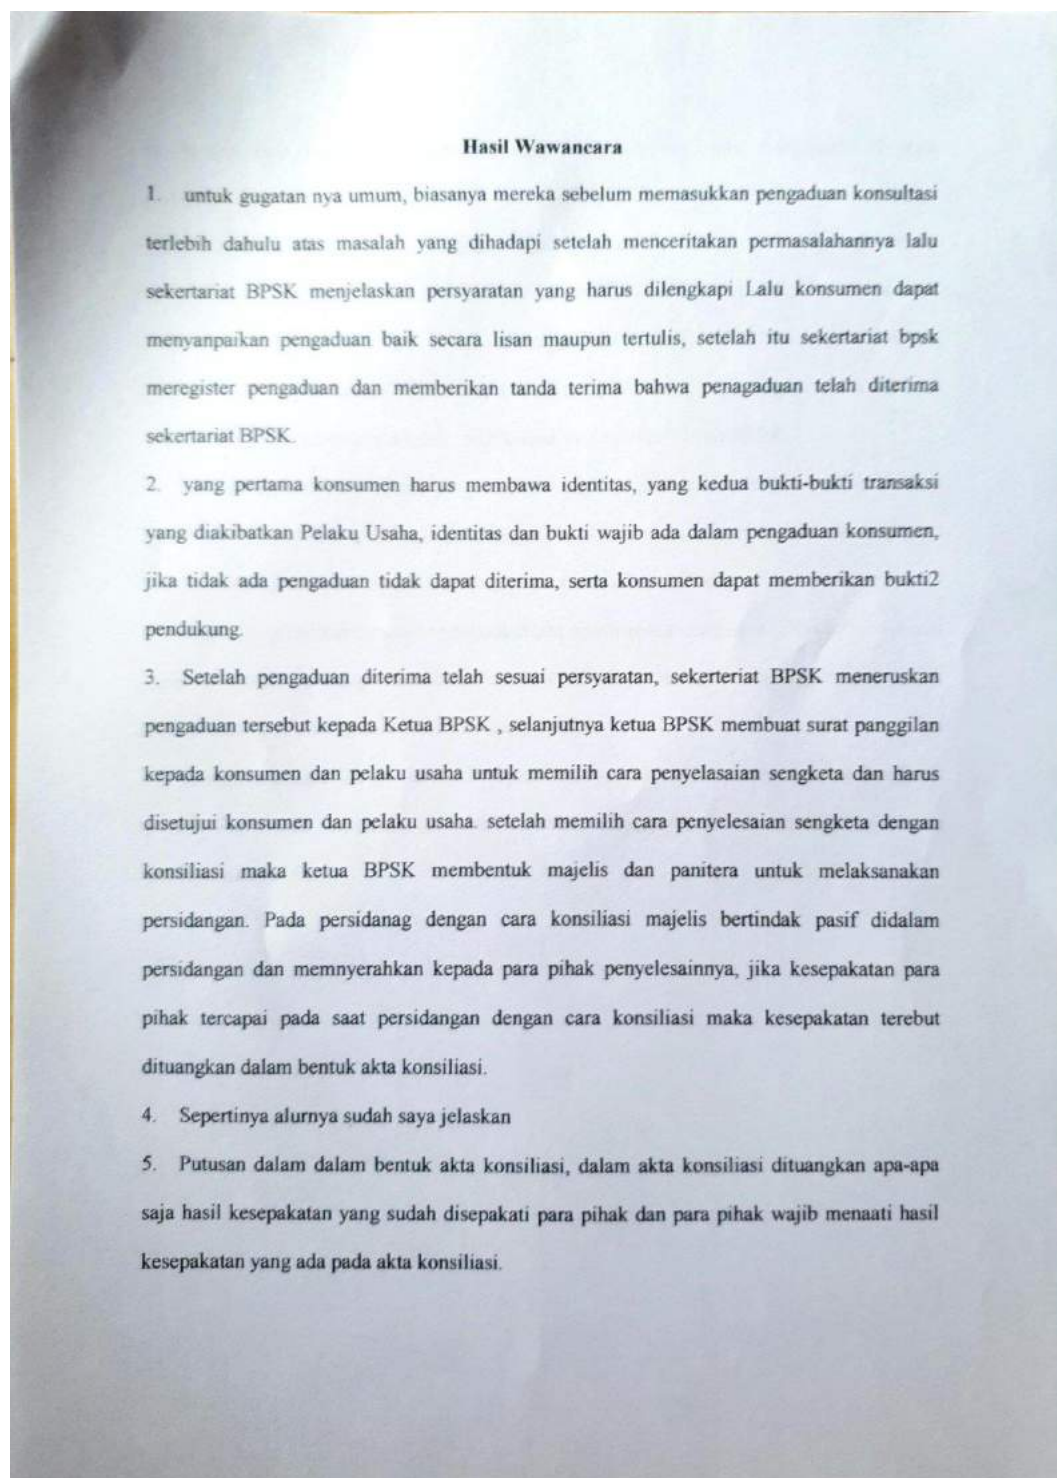 Hasil Wawancara
1. untuk gugatan nya umum, biasanya mereka sebelum memasukkan pengaduan konsultasi
terlebih dahulu atas masalah yang dihadapi setelah menceritakan permasalahannya lalu
sekertariat BPSK menjelaskan persyaratan yang harus dilengkapi Lalu konsumen dapat
menyanpaikan pengaduan baik secara lisan maupun tertulis, setelah itu sekertariat bpsk
meregister pengaduan dan memberikan tanda terima bahwa penagaduan telah diterima
sekertariat BPSK.
2. yang pertama konsumen harus membawa identitas, yang kedua bukti-bukti transaksi
yang diakibatkan Pelaku Usaha, identitas dan bukti wajib ada dalam pengaduan konsumen,
jika tidak ada pengaduan tidak dapat diterima, serta konsumen dapat memberikan bukti2
pendukung.
3. Setelah pengaduan diterima telah sesuai persyaratan, sekerteriat BPSK meneruskan
pengaduan tersebut kepada Ketua BPSK , selanjutnya ketua BPSK membuat surat panggilan
kepada konsumen dan pelaku usaha untuk memilih cara penyelasaian sengketa dan harus
disetujui konsumen dan pelaku usaha. setelah memilih cara penyelesaian sengketa dengan
konsiliasi maka ketua BPSK membentuk majelis dan panitera untuk melaksanakan
persidangan. Pada persidanag dengan cara konsiliasi majelis bertindak pasif didalam
persidangan dan memnyerahkan kepada para pihak penyelesainnya, jika kesepakatan para
pihak tercapai pada saat persidangan dengan cara konsiliasi maka kesepakatan terebut
dituangkan dalam bentuk akta konsiliasi.
4. Sepertinya alurnya sudah saya jelaskan
5. Putusan dalam dalam bentuk akta konsiliasi, dalam akta konsiliasi dituangkan apa-apa
saja hasil kesepakatan yang sudah disepakati para pihak dan para pihak wajib menaati hasil
kesepakatan yang ada pada akta konsiliasi.